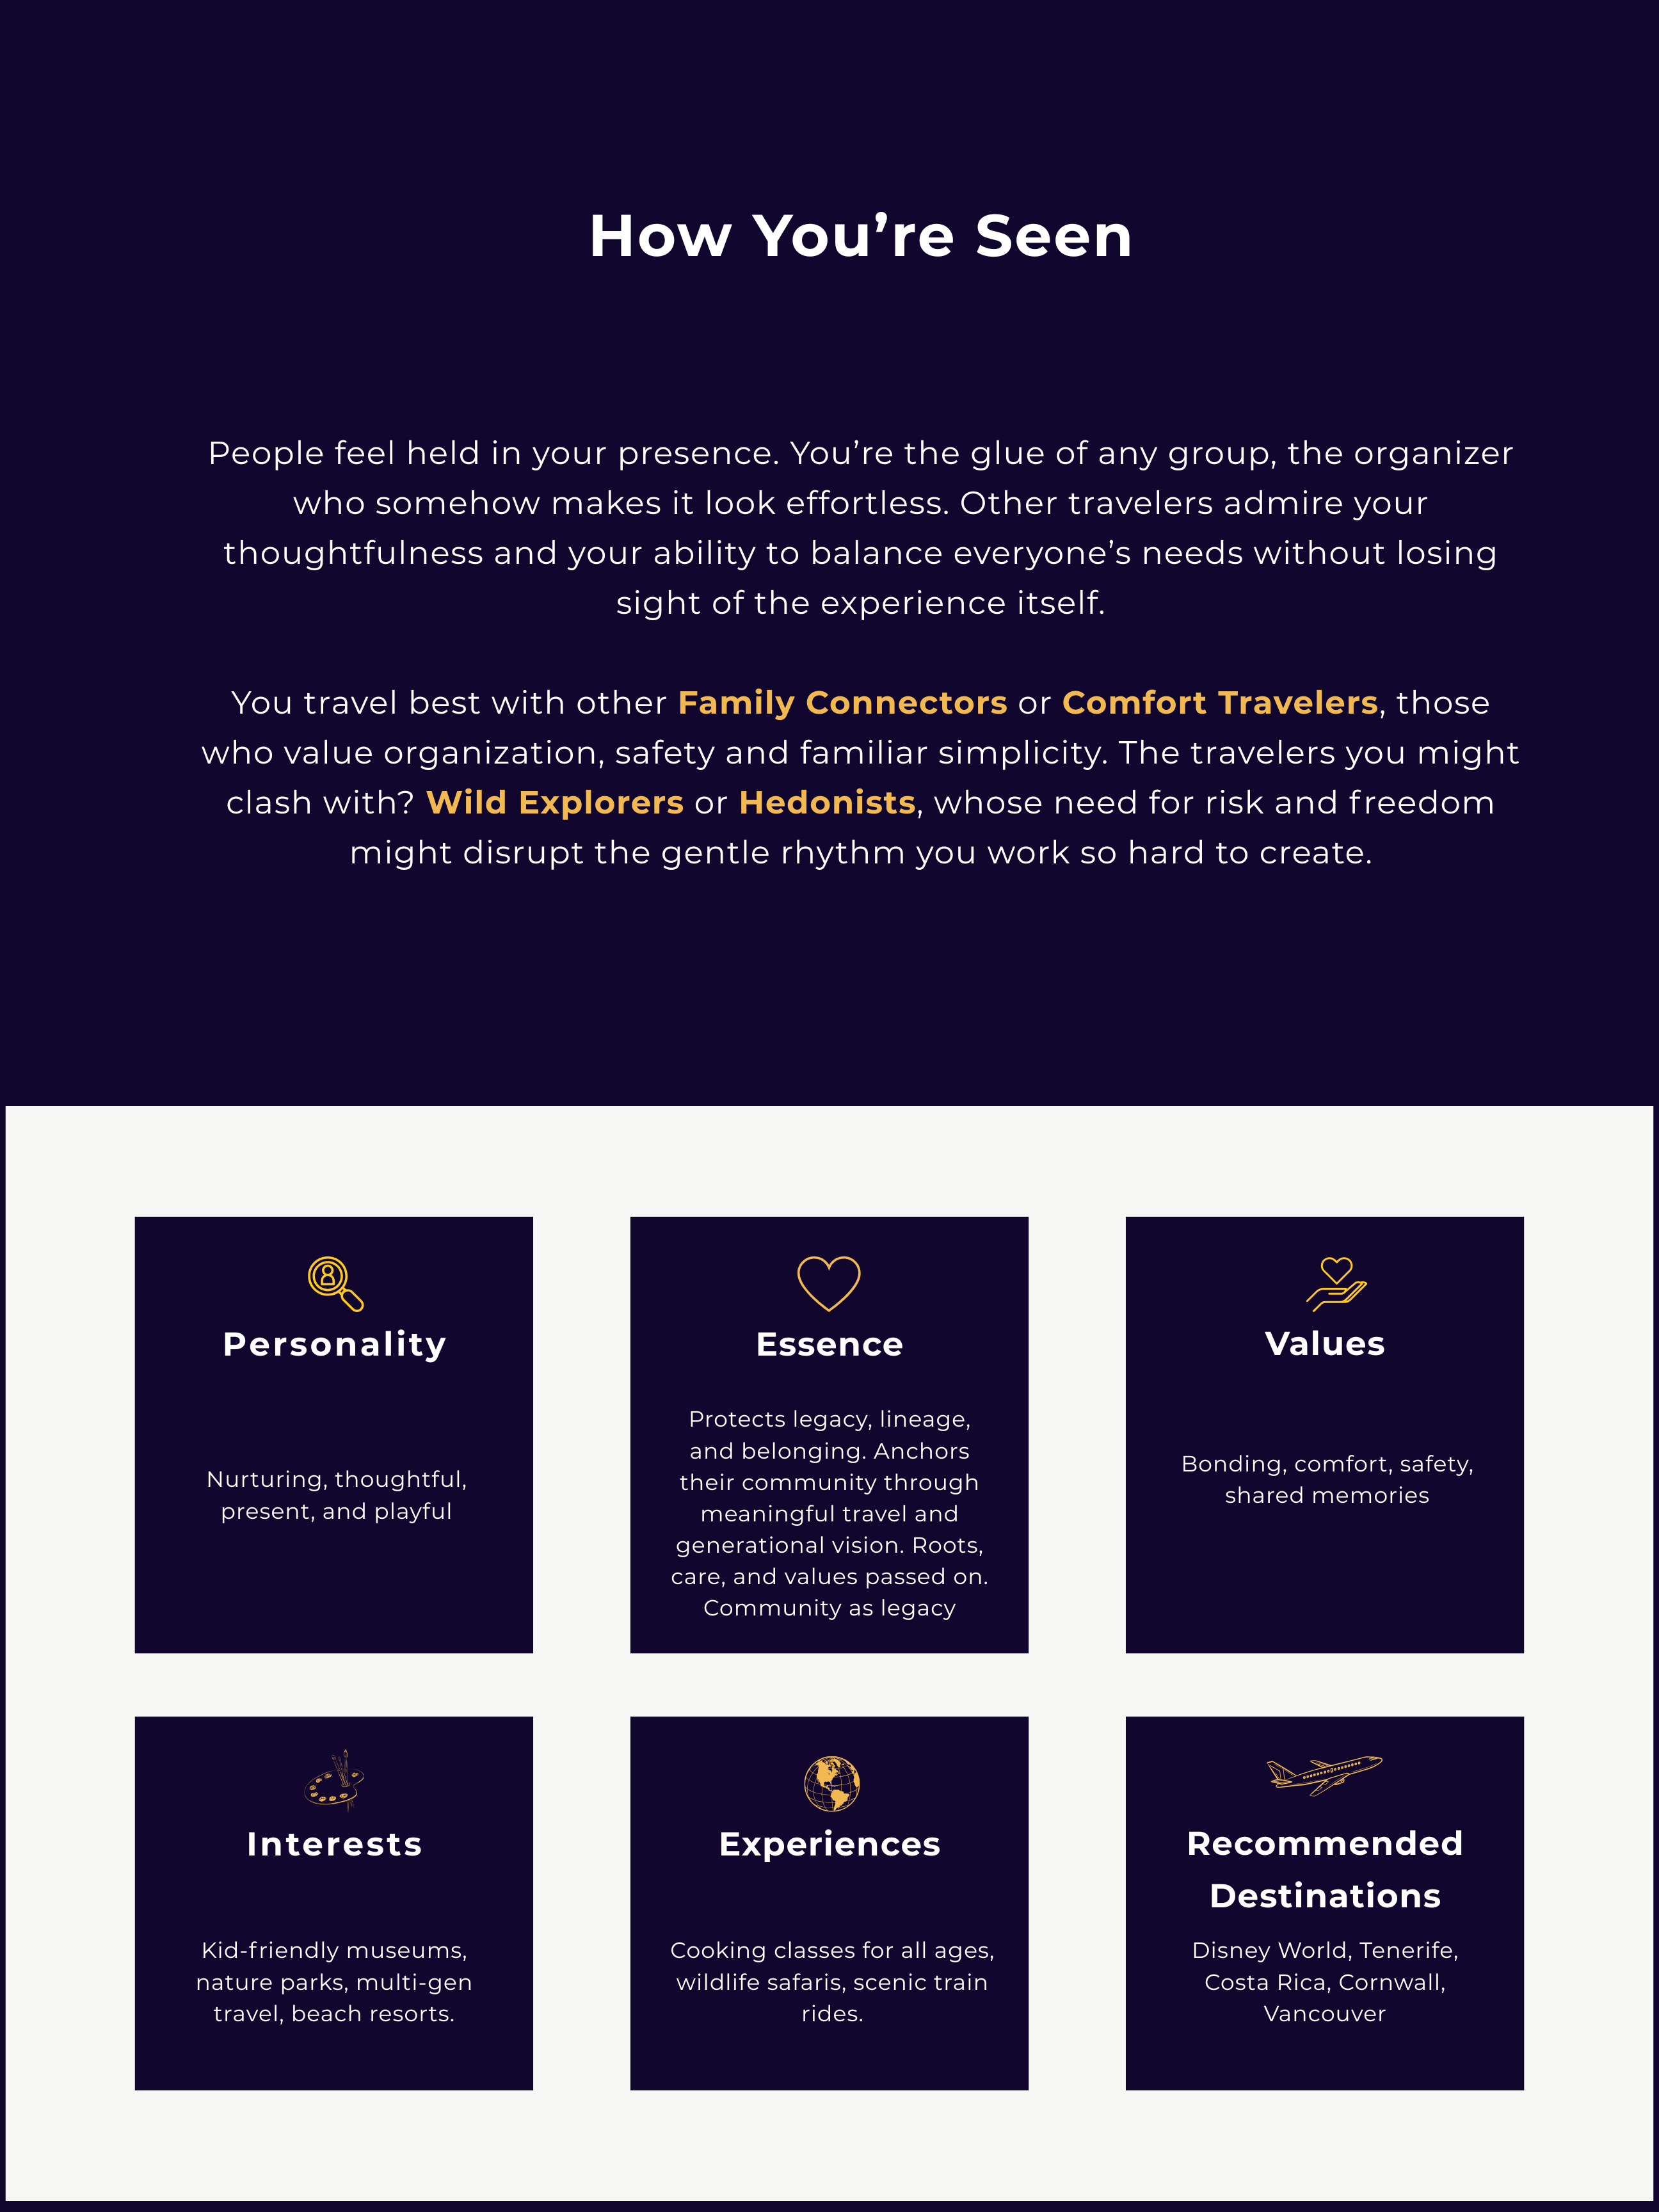 How You’re Seen
People feel held in your presence. You’re the glue of any group, the organizer
who somehow makes it look effortless. Other travelers admire your
thoughtfulness and your ability to balance everyone’s needs without losing
sight of the experience itself.
You travel best with other Family Connectors or Comfort Travelers, those
who value organization, safety and familiar simplicity. The travelers you might
clash with? Wild Explorers or Hedonists, whose need for risk and freedom
might disrupt the gentle rhythm you work so hard to create.
Personality
Nurturing, thoughtful,
present, and playful
Essence
Protects legacy, lineage,
and belonging. Anchors
their community through
meaningful travel and
generational vision. Roots,
care, and values passed on.
Community as legacy
Values
Bonding, comfort, safety,
shared memories
Interests
Kid-friendly museums,
nature parks, multi-gen
travel, beach resorts.
Experiences
Cooking classes for all ages,
wildlife safaris, scenic train
rides.
Recommended
Destinations
Disney World, Tenerife,
Costa Rica, Cornwall,
Vancouver